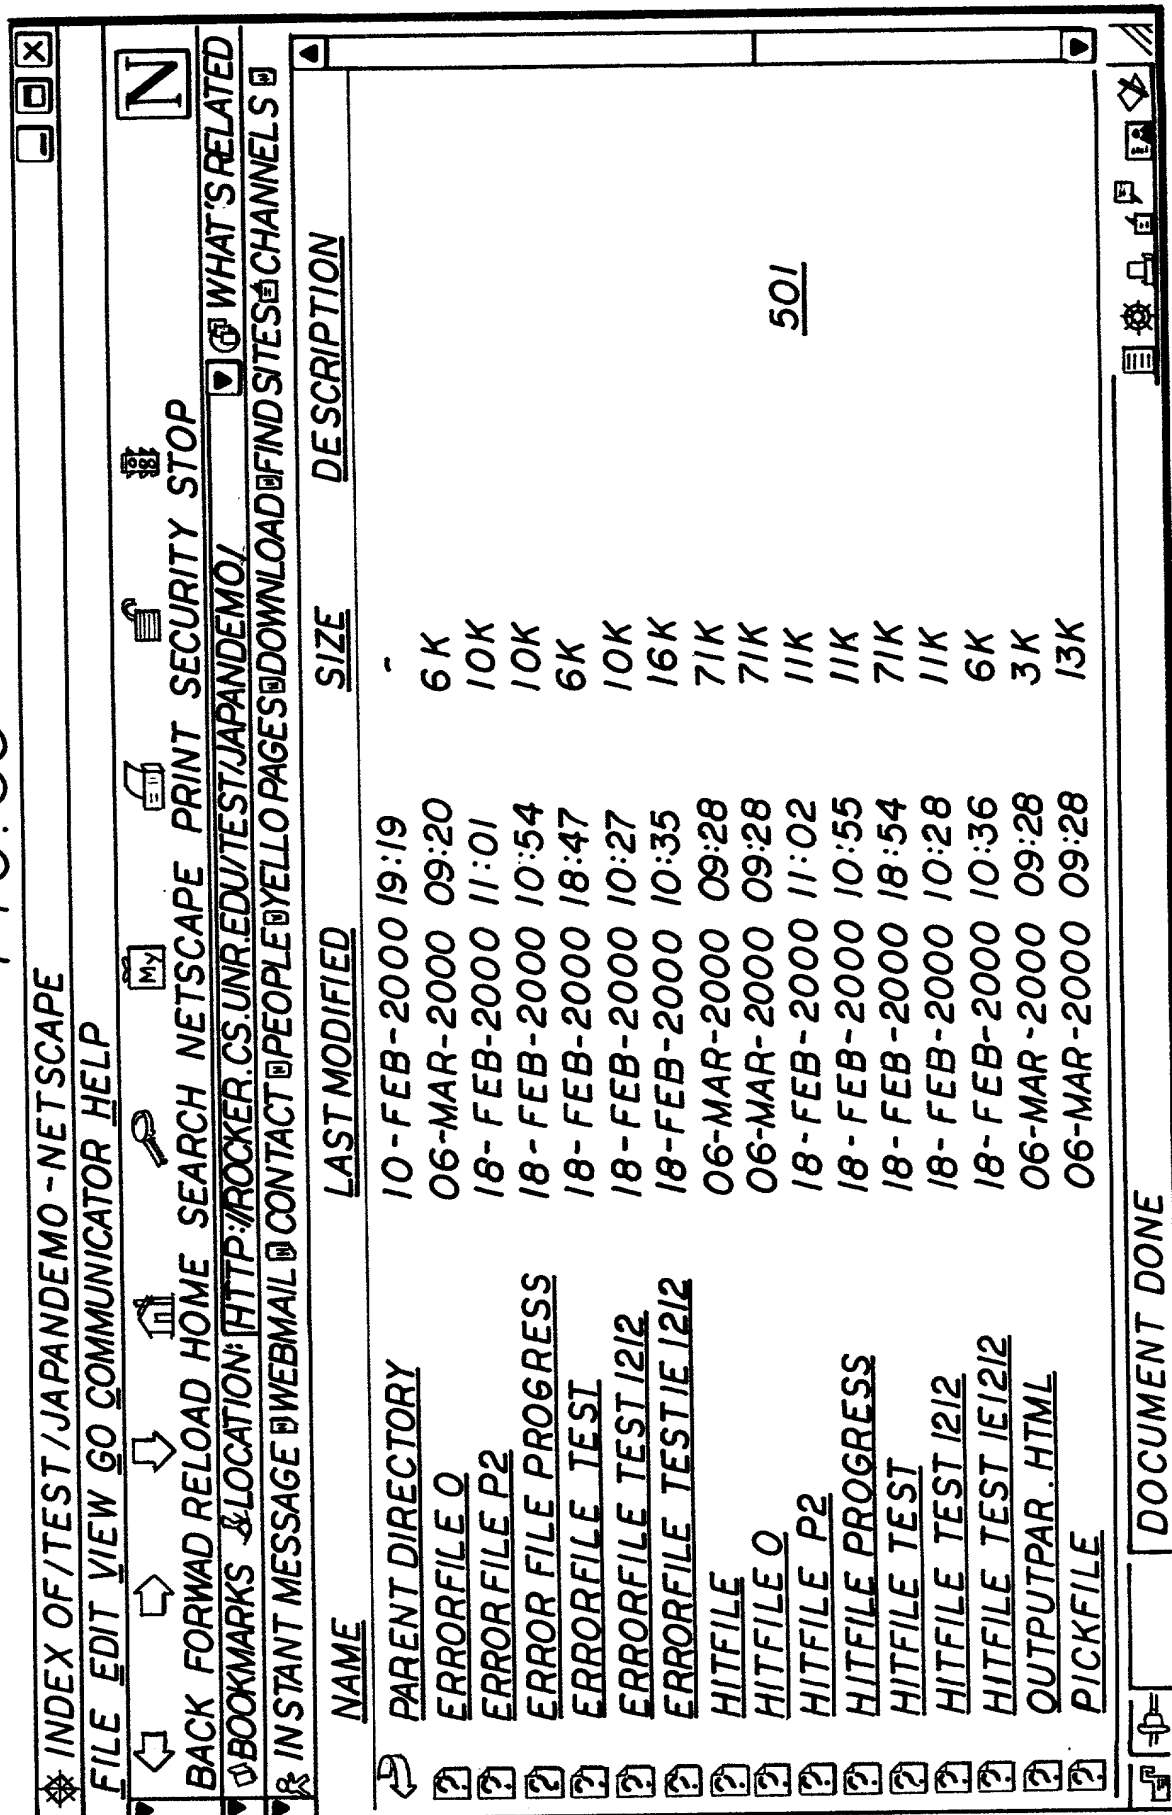 INDEX OF/TEST/JAPANDEMO-NETSCAPE
FILE EDIT VIEW GO COMMUNICATOR HELP
My
N
BACK FORWAD RELOAD HOME SEARCH NETSCAPE PRINT SECURITY STOP
BOOKMARKS & LOCATION: HTTP://ROCKER.CS.UNR.EDU/TEST/JAPANDEMO/ WHAT'S RELATED
INSTANT MESSAGE WEBMAIL CONTACT PEOPLE YELLO PAGES DOWNLOAD FIND SITES CHANNELS
NAME LAST MODIFIED SIZE DESCRIPTION
PARENT DIRECTORY 10-FEB-2000 19:19 -
ERRORFILE O 06-MAR-2000 09:20 6K
ERRORFILE P2 18-FEB-2000 11:01 10K
ERROR FILE PROGRESS 18-FEB-2000 10:54 10K
ERRORFILE TEST 18-FEB-2000 18:47 6K
ERRORFILE TEST 1212 18-FEB-2000 10:27 10K
ERRORFILE TESTIE 1212 18-FEB-2000 10:35 16K
HITFILE 06-MAR-2000 09:28 71K
HITFILE O 06-MAR-2000 09:28 71K
HITFILE P2 18-FEB-2000 11:02 11K
HITFILE PROGRESS 18-FEB-2000 10:55 11K
HITFILE TEST 18-FEB-2000 18:54 71K
HITFILE TEST 1212 18-FEB-2000 10:28 11K
HITFILE TEST IE1212 18-FEB-2000 10:36 6K
OUTPUTPAR.HTML 06-MAR-2000 09:28 3K
PICKFILE 06-MAR-2000 09:28 13K
501
DOCUMENT DONE